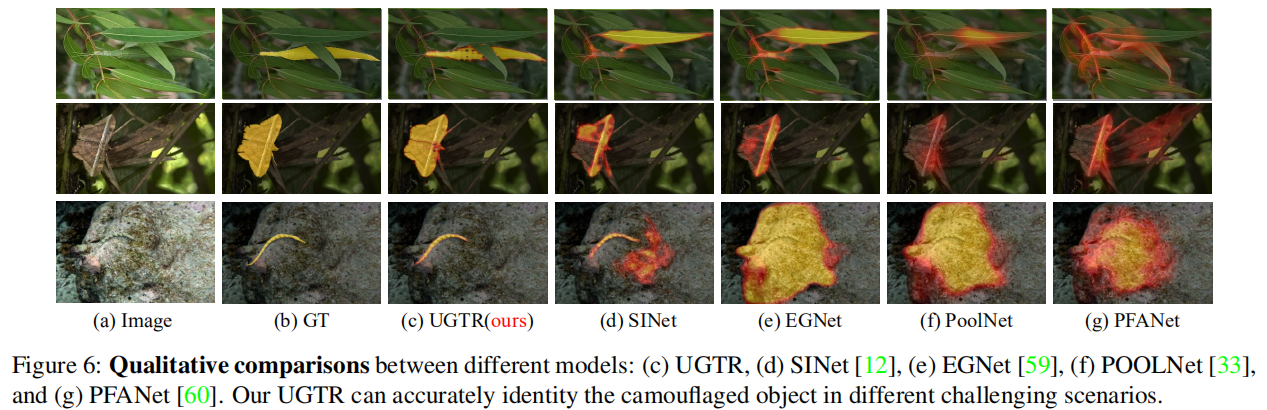 (a) Image (b) GT (c) UGTR(ours) (d) SINet (e) EGNet (f) PoolNet (g) PFANet
Figure 6: Qualitative comparisons between different models: (c) UGTR, (d) SINet [12], (e) EGNet [59], (f) POOLNet [33],
and (g) PFANet [60]. Our UGTR can accurately identity the camouflaged object in different challenging scenarios.